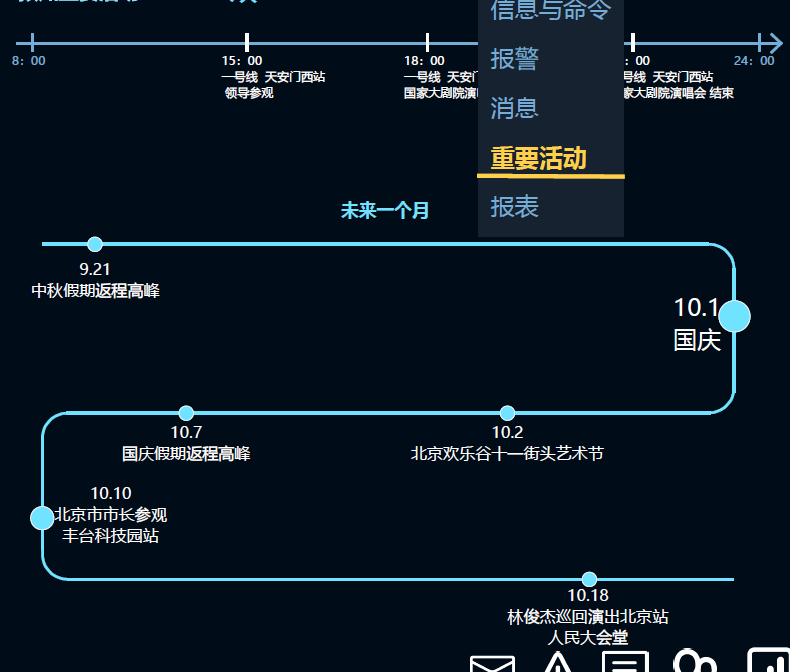 信息与命令
报警
消息
重要活动
报表
8：00
15：00
一号线 天安门西站
领导参观
18：00
一号线 天安门
国家大剧院演唱
：00
号线 天安门西站
家大剧院演唱会 结束
24：00
未来一个月
9.21
中秋假期返程高峰
10.1
国庆
10.7
国庆假期返程高峰
10.2
北京欢乐谷十一街头艺术节
10.10
北京市市长参观
丰台科技园站
10.18
林俊杰巡回演出北京站
人民大会堂